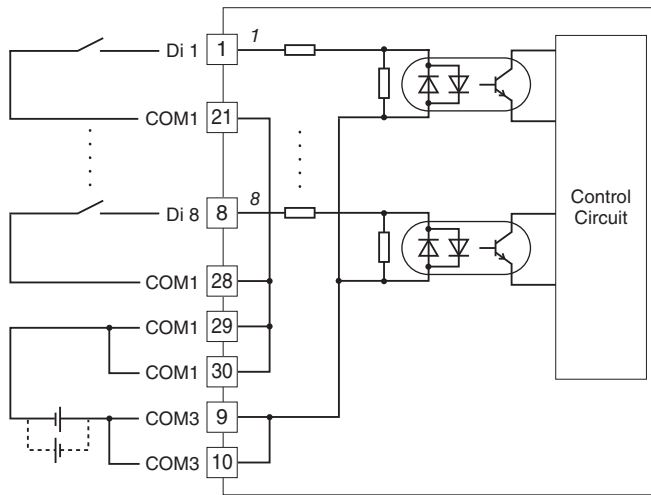 Di 1 1 1
COM1 21
Di 8 8 8
COM1 28
COM1 29
COM1 30
COM3 9
COM3 10
Control
Circuit